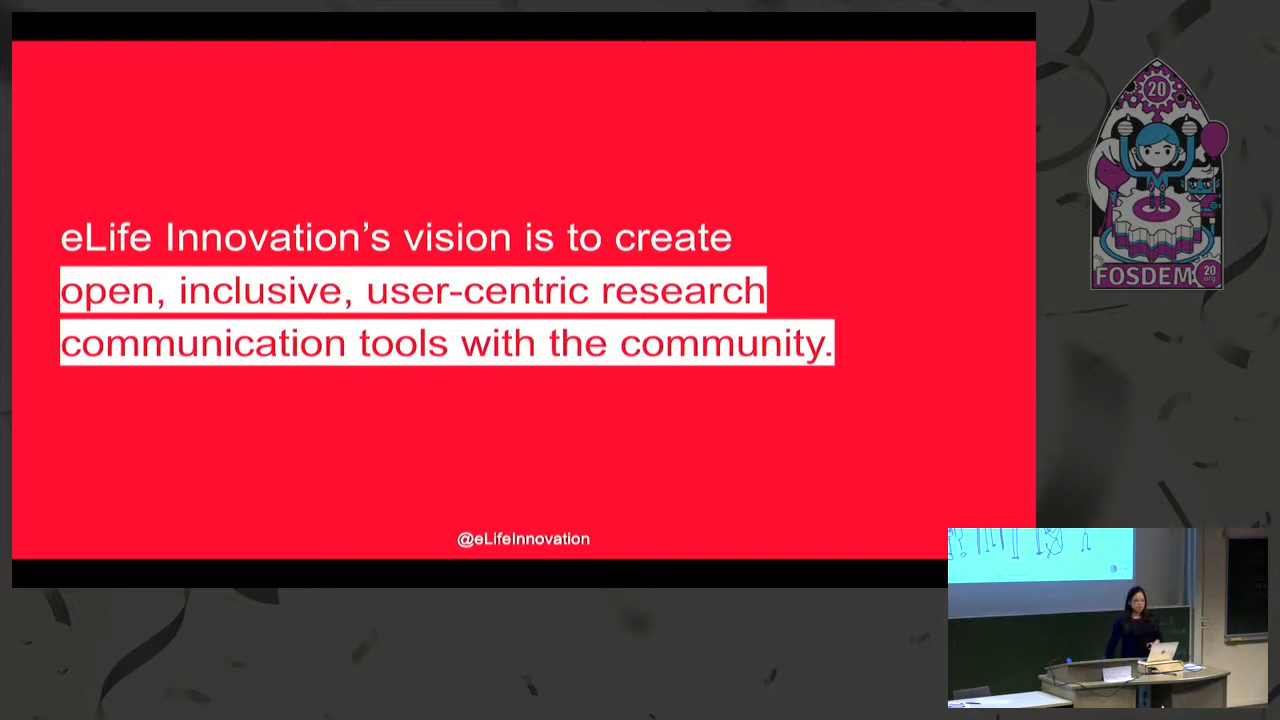 eLife Innovation’s vision is to create
open, inclusive, user-centric research
communication tools with the community.
@eLifeInnovation
20
FOSDEM
20
.org